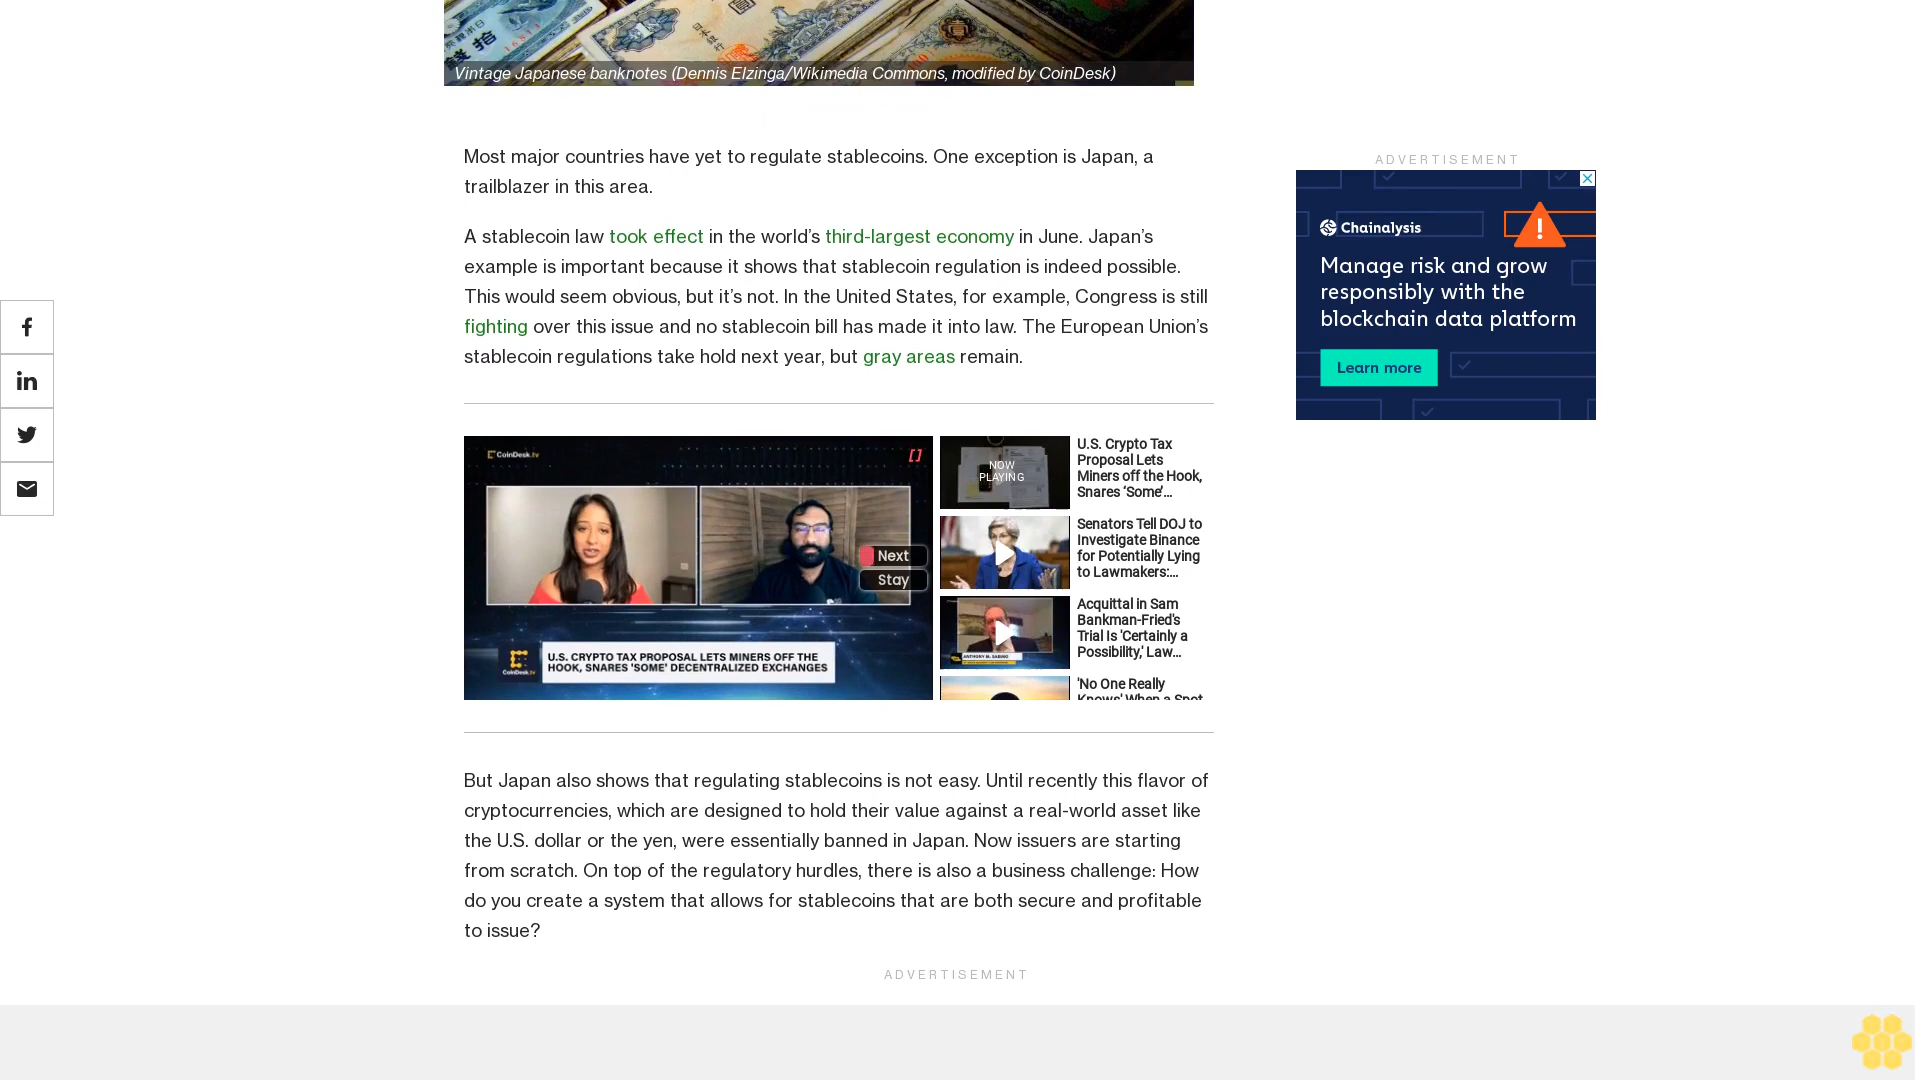 Vintage Japanese banknotes (Dennis Elzinga/Wikimedia Commons, modified by CoinDesk)
Most major countries have yet to regulate stablecoins. One exception is Japan, a
trailblazer in this area.
A stablecoin law took effect in the world’s third-largest economy in June. Japan’s
example is important because it shows that stablecoin regulation is indeed possible.
This would seem obvious, but it’s not. In the United States, for example, Congress is still
fighting over this issue and no stablecoin bill has made it into law. The European Union’s
stablecoin regulations take hold next year, but gray areas remain.
CoinDesk.tv
Next
Stay
CoinDesk.tv
U.S. CRYPTO TAX PROPOSAL LETS MINERS OFF THE
HOOK, SNARES 'SOME' DECENTRALIZED EXCHANGES
NOW
PLAYING
U.S. Crypto Tax
Proposal Lets
Miners off the Hook,
Snares ‘Some’...
Senators Tell DOJ to
Investigate Binance
for Potentially Lying
to Lawmakers:...
ANTHONY M. SABINO
Acquittal in Sam
Bankman-Fried's
Trial Is 'Certainly a
Possibility,' Law...
'No One Really
Knows' When a Spot
But Japan also shows that regulating stablecoins is not easy. Until recently this flavor of
cryptocurrencies, which are designed to hold their value against a real-world asset like
the U.S. dollar or the yen, were essentially banned in Japan. Now issuers are starting
from scratch. On top of the regulatory hurdles, there is also a business challenge: How
do you create a system that allows for stablecoins that are both secure and profitable
to issue?
ADVERTISEMENT
ADVERTISEMENT
Chainalysis
Manage risk and grow
responsibly with the
blockchain data platform
Learn more